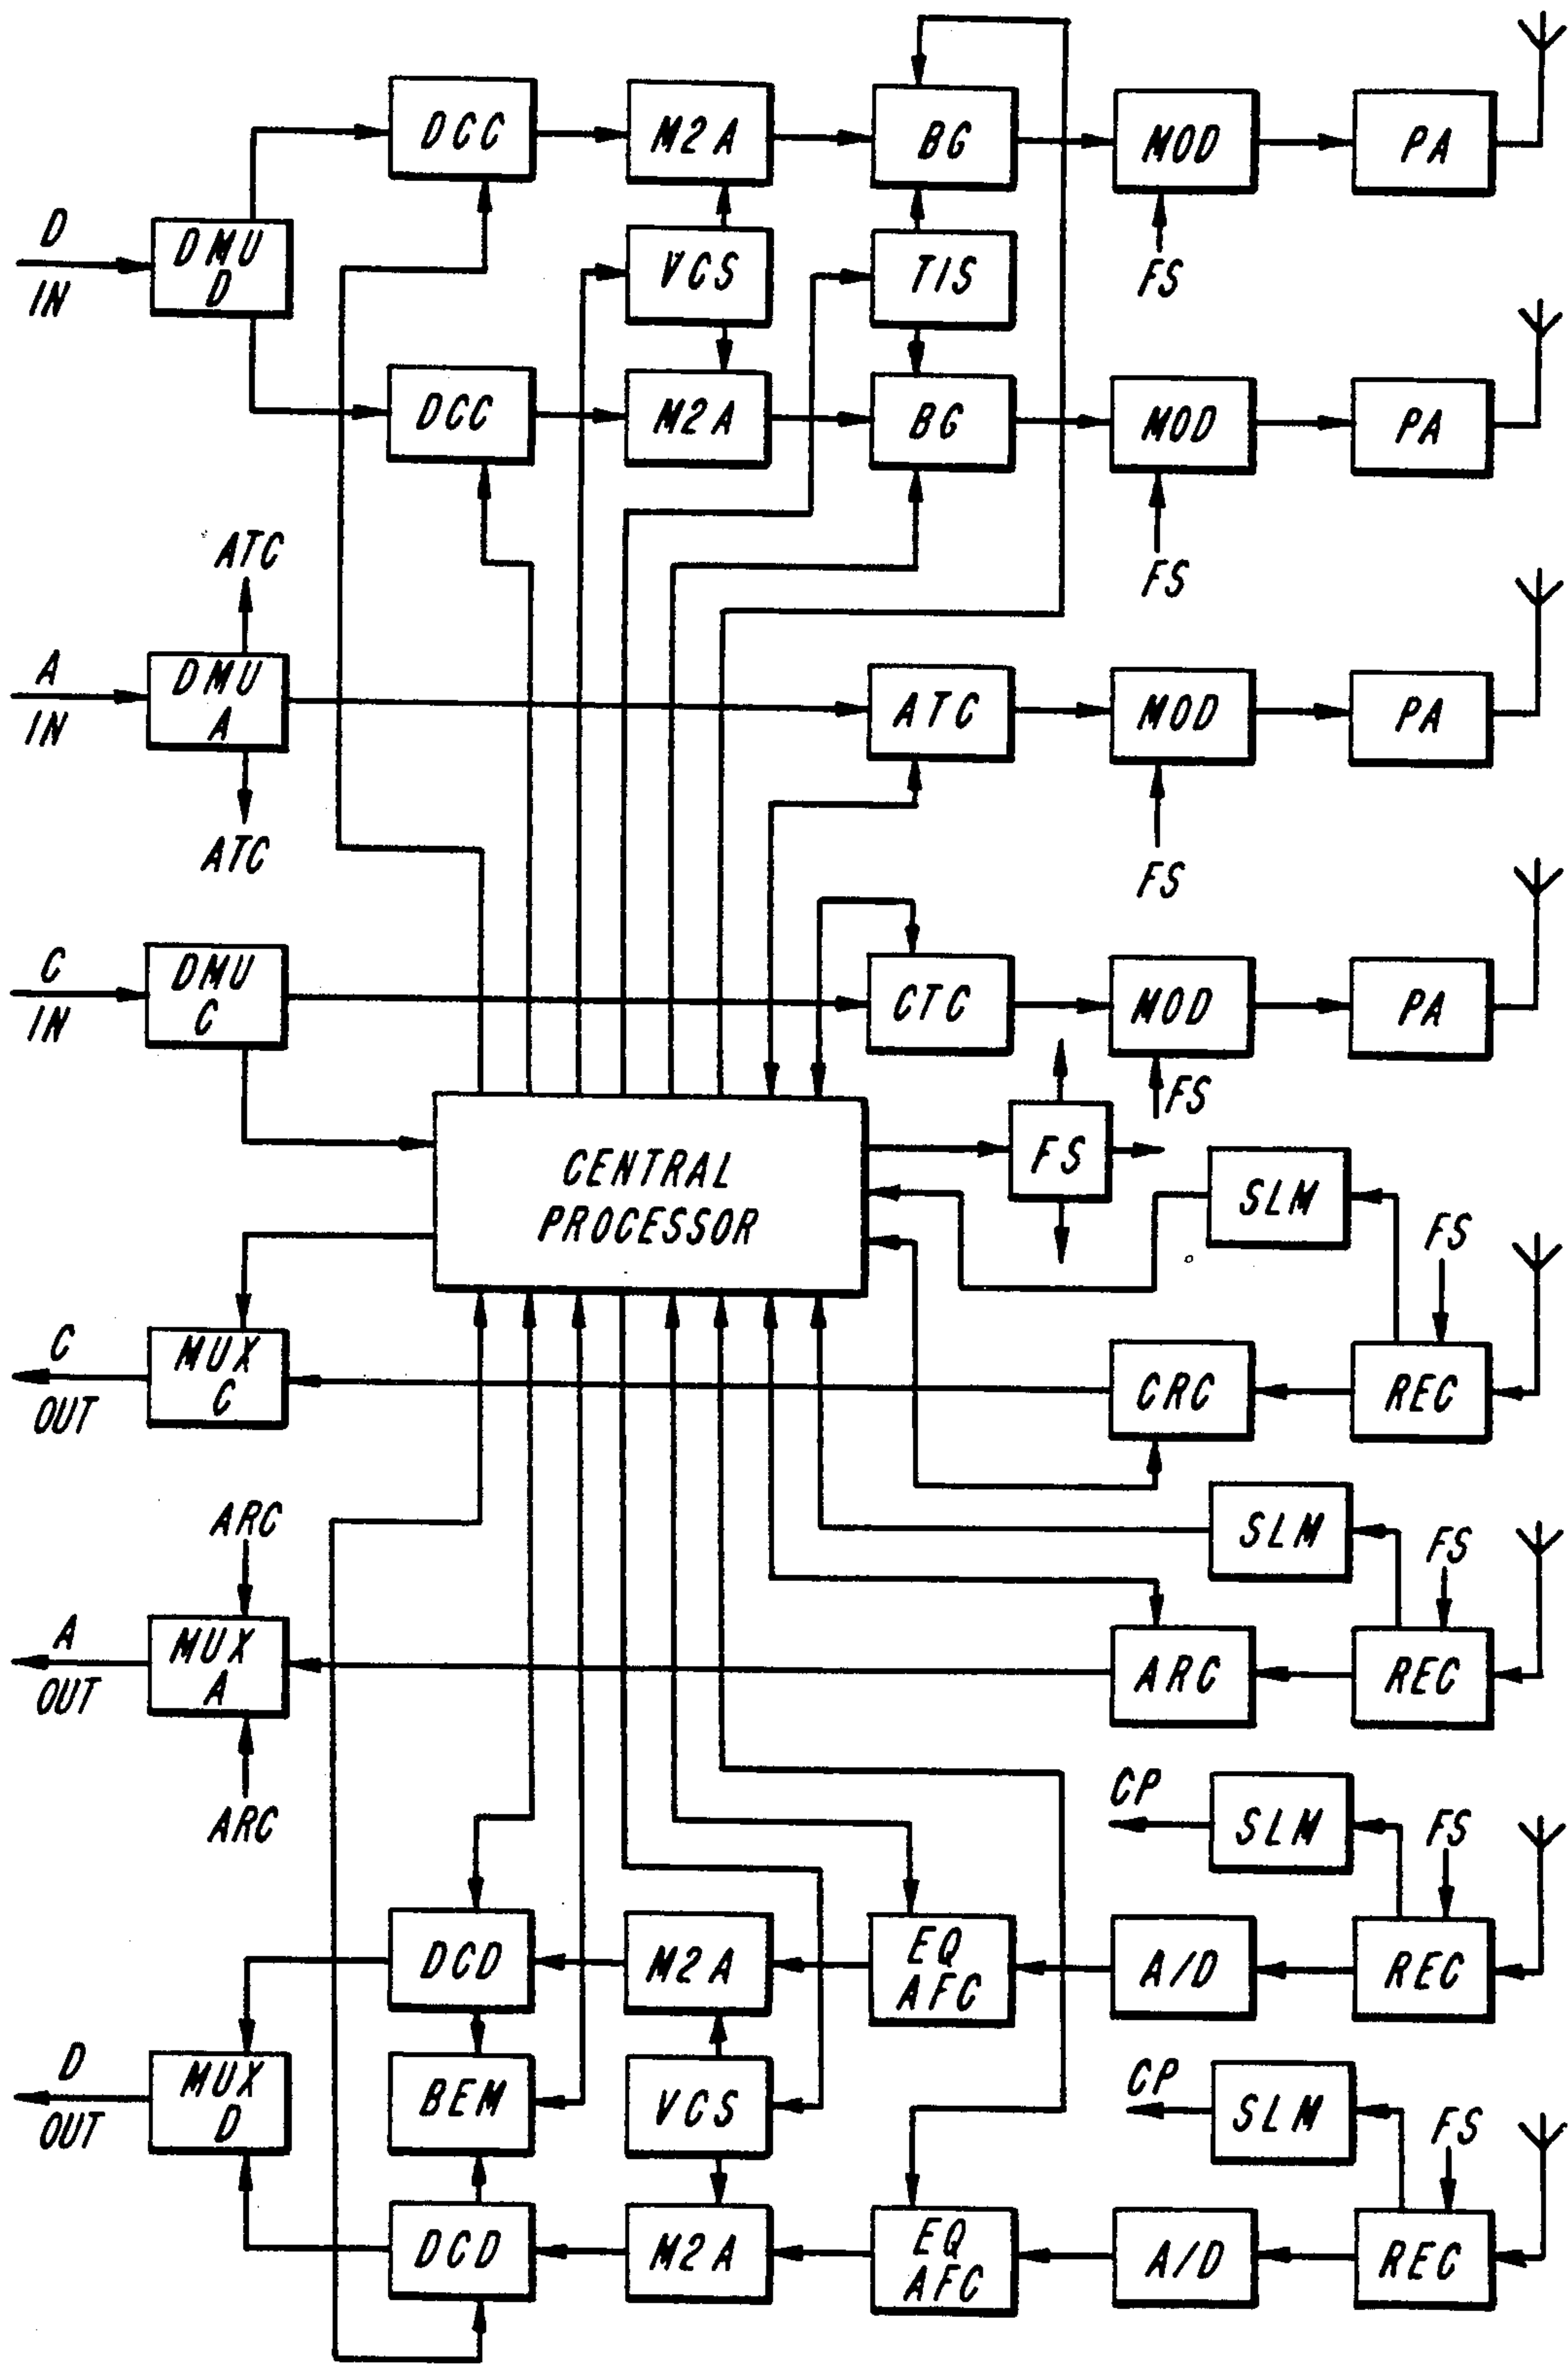 DCC
M2A
BG
MOD
PA
D
IN
DMU
D
VCS
TIS
FS
DCC
M2A
BG
MOD
PA
ATC
FS
A
IN
DMU
A
ATC
MOD
PA
ATC
FS
C
IN
DMU
C
CTC
MOD
PA
FS
CENTRAL
PROCESSOR
FS
SLM
FS
C
OUT
MUX
C
CRC
REC
ARC
SLM
FS
A
OUT
MUX
A
ARC
REC
ARC
CP
SLM
FS
DCD
M2A
EQ
AFC
A/D
REC
D
OUT
MUX
D
BEM
VCS
CP
SLM
FS
DCD
M2A
EQ
AFC
A/D
REC